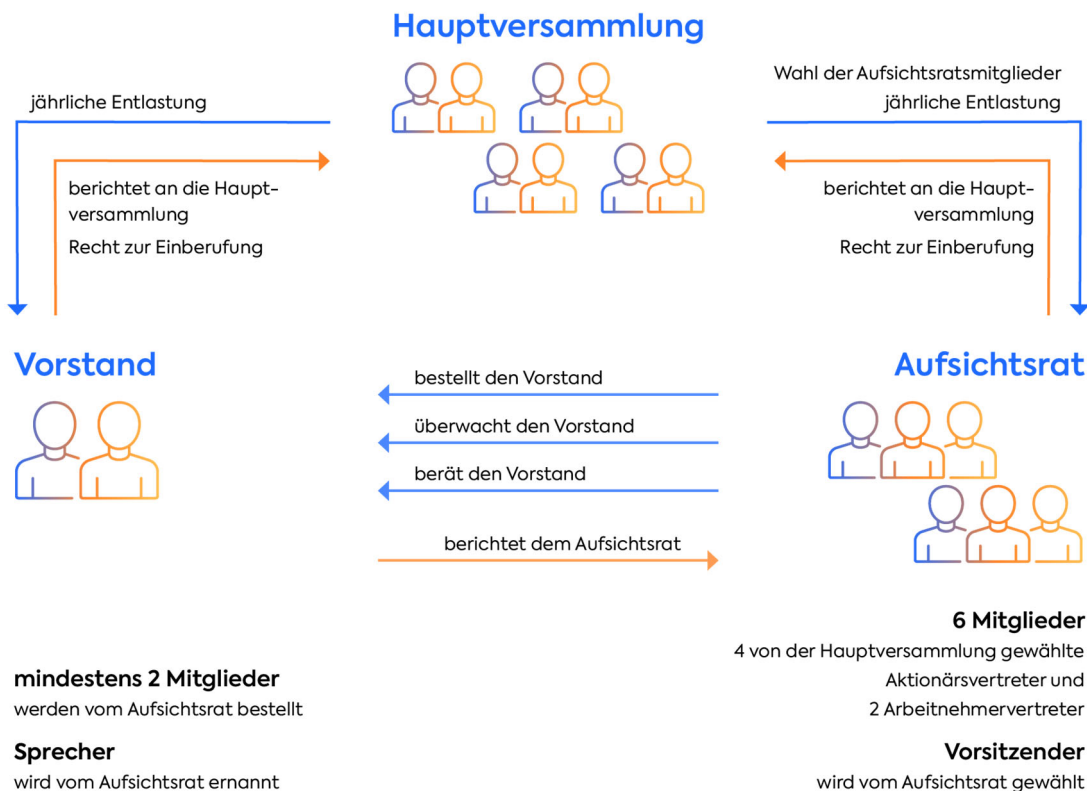 Hauptversammlung
jährliche Entlastung
Wahl der Aufsichtsratsmitglieder
jährliche Entlastung
berichtet an die Haupt-
versammlung
Recht zur Einberufung
berichtet an die Haupt-
versammlung
Recht zur Einberufung
Vorstand
Aufsichtsrat
bestellt den Vorstand
überwacht den Vorstand
berät den Vorstand
berichtet dem Aufsichtsrat
mindestens 2 Mitglieder
werden vom Aufsichtsrat bestellt
Sprecher
wird vom Aufsichtsrat ernannt
6 Mitglieder
4 von der Hauptversammlung gewählte
Aktionärsvertreter und
2 Arbeitnehmervertreter
Vorsitzender
wird vom Aufsichtsrat gewählt